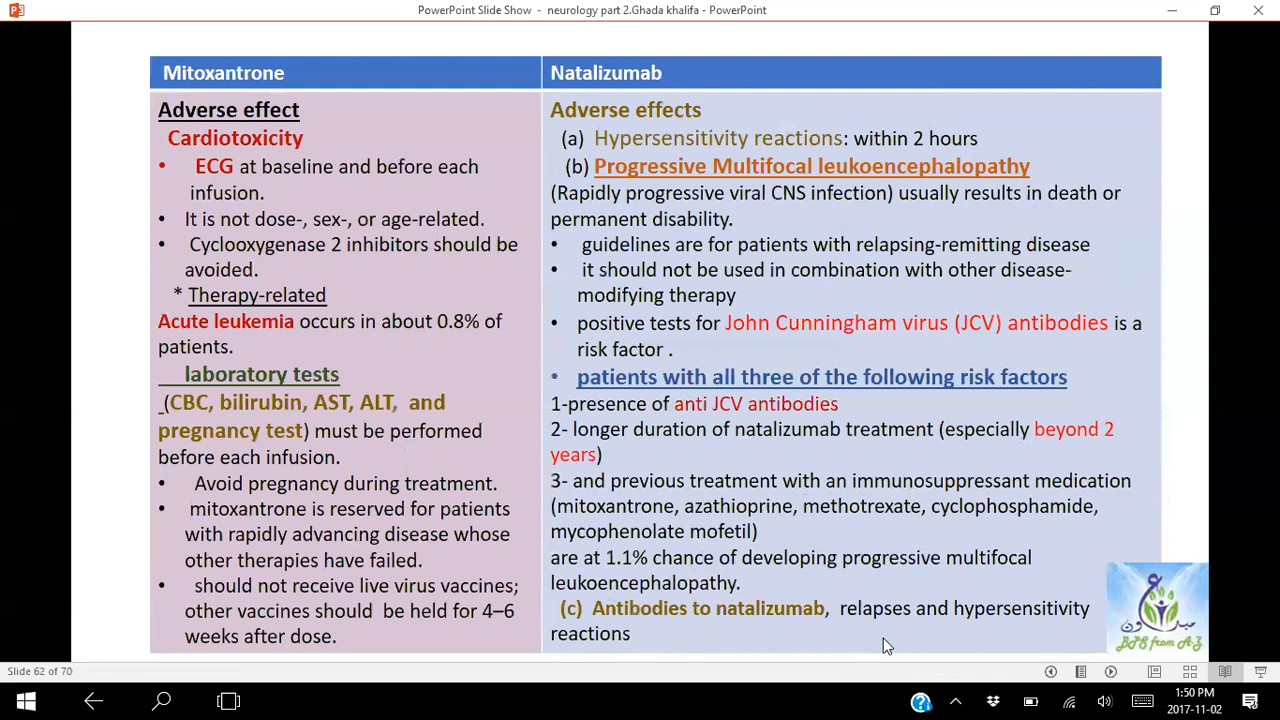 PowerPoint Slide Show - neurology part 2.Ghada khalifa - PowerPoint
Mitoxantrone
Adverse effect
Cardiotoxicity
• ECG at baseline and before each
infusion.
• It is not dose-, sex-, or age-related.
• Cyclooxygenase 2 inhibitors should be
avoided.
* Therapy-related
Acute leukemia occurs in about 0.8% of
patients.
laboratory tests
(CBC, bilirubin, AST, ALT, and
pregnancy test) must be performed
before each infusion.
• Avoid pregnancy during treatment.
• mitoxantrone is reserved for patients
with rapidly advancing disease whose
other therapies have failed.
• should not receive live virus vaccines;
other vaccines should be held for 4–6
weeks after dose.
Natalizumab
Adverse effects
(a) Hypersensitivity reactions: within 2 hours
(b) Progressive Multifocal leukoencephalopathy
(Rapidly progressive viral CNS infection) usually results in death or
permanent disability.
• guidelines are for patients with relapsing-remitting disease
• it should not be used in combination with other disease-
modifying therapy
• positive tests for John Cunningham virus (JCV) antibodies is a
risk factor .
• patients with all three of the following risk factors
1-presence of anti JCV antibodies
2- longer duration of natalizumab treatment (especially beyond 2
years)
3- and previous treatment with an immunosuppressant medication
(mitoxantrone, azathioprine, methotrexate, cyclophosphamide,
mycophenolate mofetil)
are at 1.1% chance of developing progressive multifocal
leukoencephalopathy.
(c) Antibodies to natalizumab, relapses and hypersensitivity
reactions
BPS from A-Z
Slide 62 of 70
1:50 PM
2017-11-02